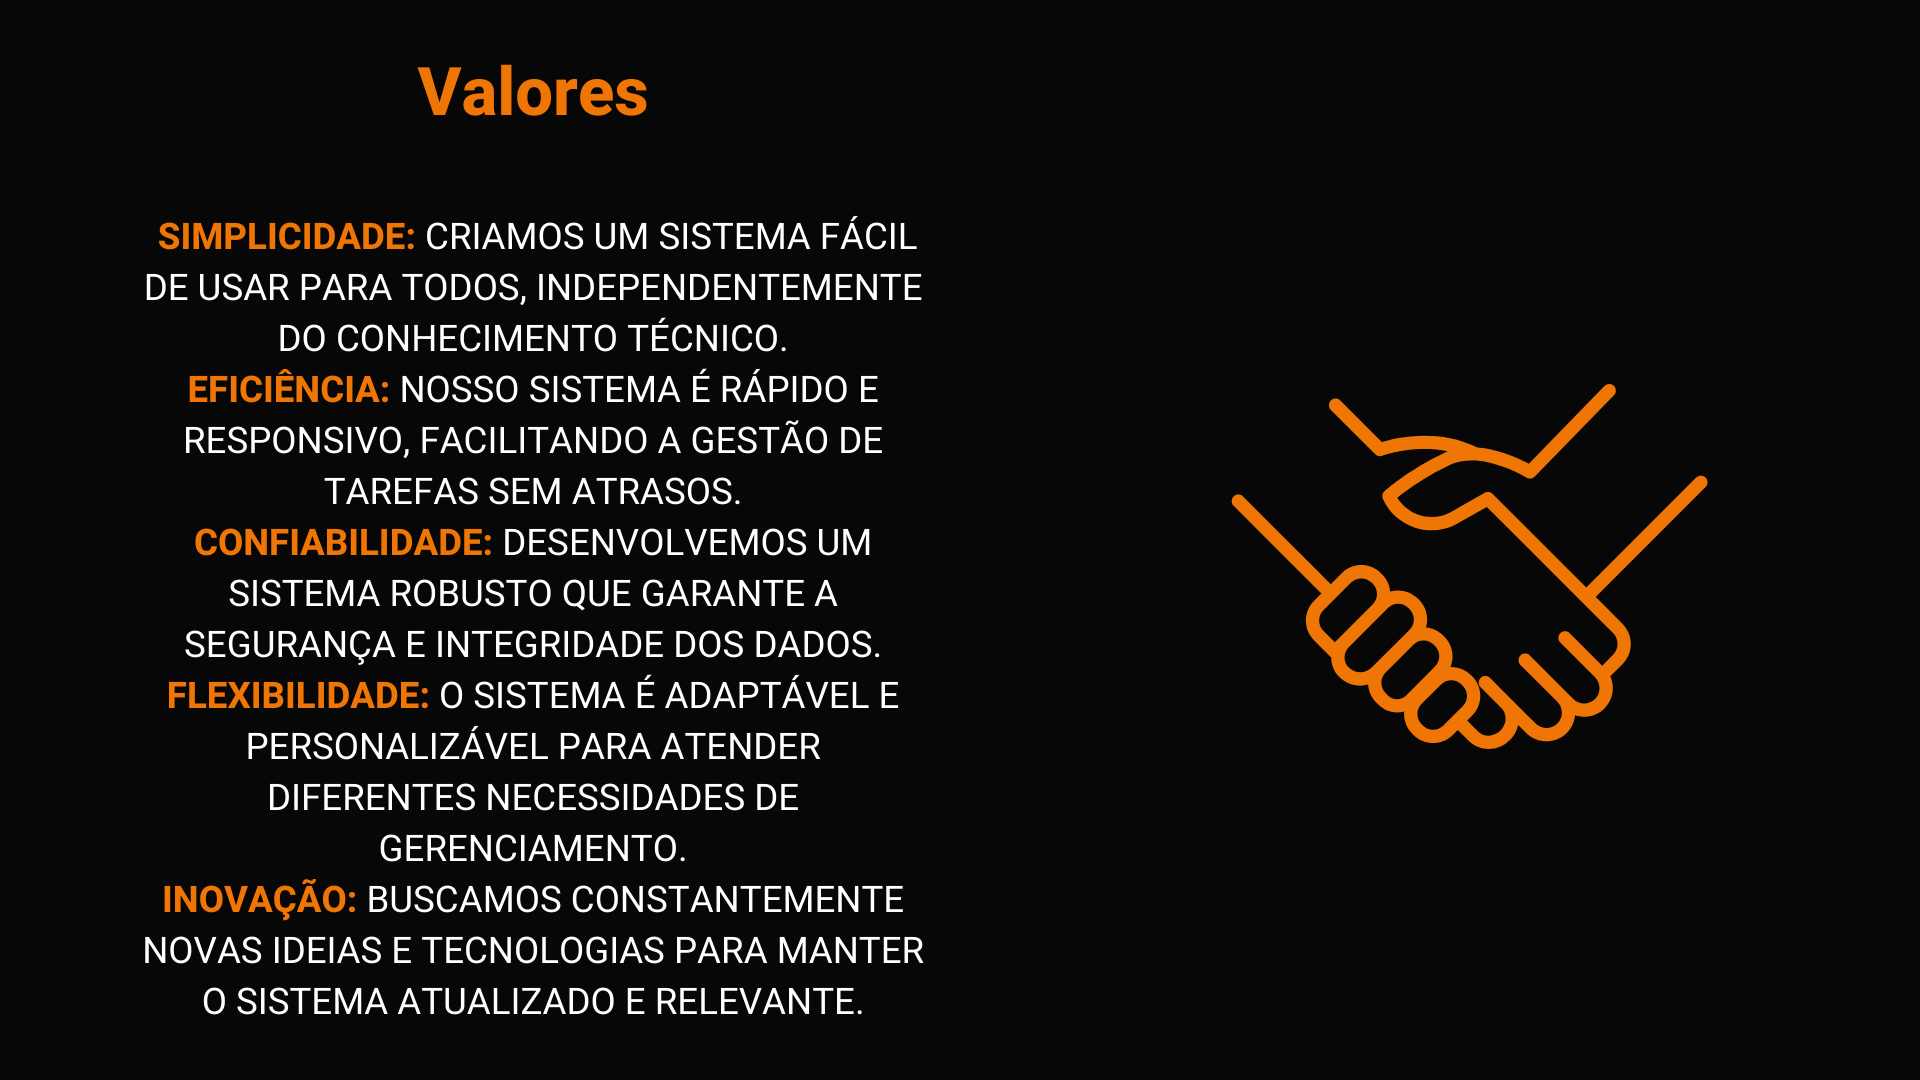 Valores
SIMPLICIDADE: CRIAMOS UM SISTEMA FÁCIL
DE USAR PARA TODOS, INDEPENDENTEMENTE
DO CONHECIMENTO TÉCNICO.
EFICIÊNCIA: NOSSO SISTEMA É RÁPIDO E
RESPONSIVO, FACILITANDO A GESTÃO DE
TAREFAS SEM ATRASOS.
CONFIABILIDADE: DESENVOLVEMOS UM
SISTEMA ROBUSTO QUE GARANTE A
SEGURANÇA E INTEGRIDADE DOS DADOS.
FLEXIBILIDADE: O SISTEMA É ADAPTÁVEL E
PERSONALIZÁVEL PARA ATENDER
DIFERENTES NECESSIDADES DE
GERENCIAMENTO.
INOVAÇÃO: BUSCAMOS CONSTANTEMENTE
NOVAS IDEIAS E TECNOLOGIAS PARA MANTER
O SISTEMA ATUALIZADO E RELEVANTE.